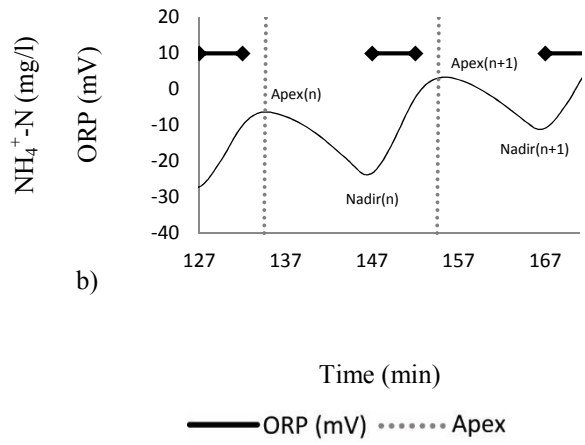 NH₄⁺-N (mg/l)
ORP (mV)
20
10
0
-10
-20
-30
-40
Apex(n)
Nadir(n)
Apex(n+1)
Nadir(n+1)
127 137 147 157 167
b)
Time (min)
ORP (mV) Apex